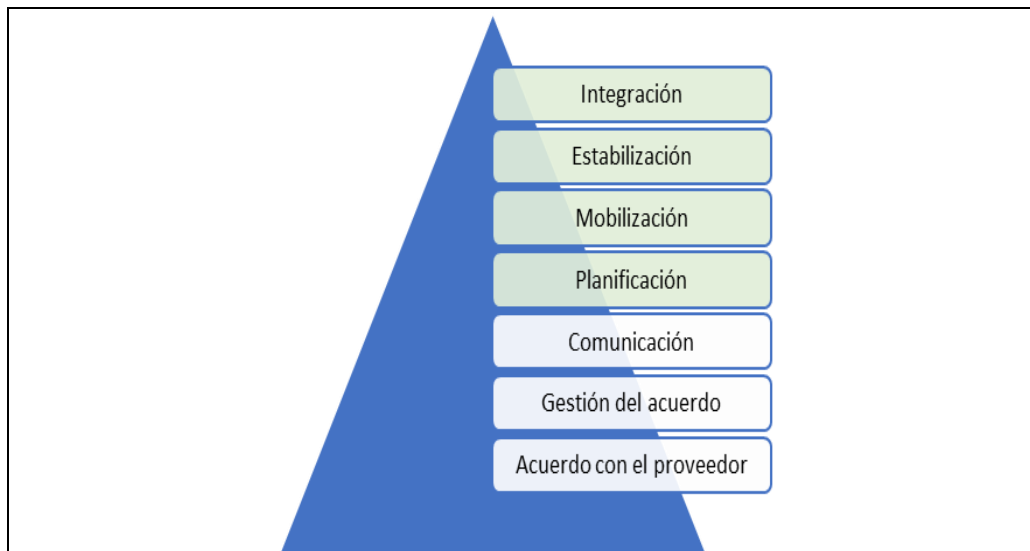 Integración
Estabilización
Mobilización
Planificación
Comunicación
Gestión del acuerdo
Acuerdo con el proveedor